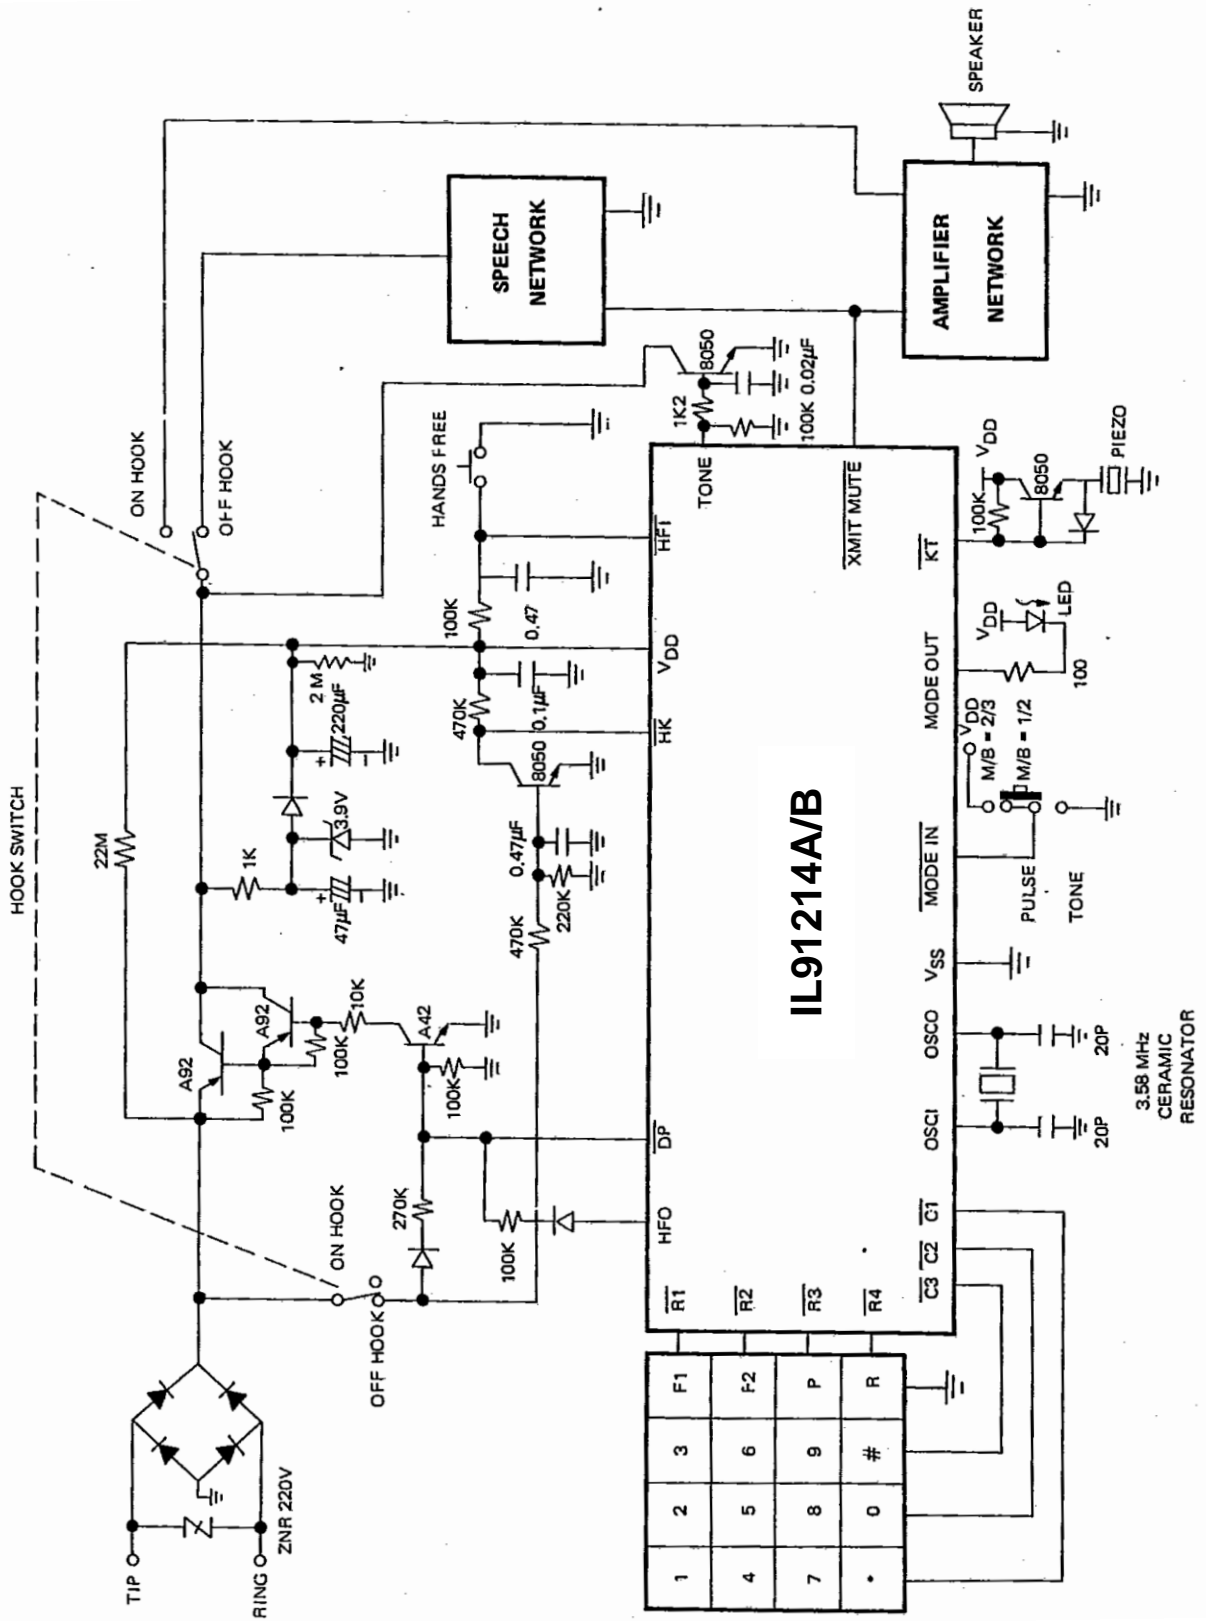 TIP
RING
ZNR 220V
HOOK SWITCH
22M
ON HOOK
OFF HOOK
A92
A92
100K
100K
10K
A42
100K
1K
47µF
3.9V
220µF
2 M
ON HOOK
OFF HOOK
270K
100K
470K
220K
0.47µF
8050
470K
0.1µF
100K
0.47
HANDS FREE
SPEECH
NETWORK
1K2
100K
8050
0.02µF
AMPLIFIER
NETWORK
SPEAKER
HFO
DP
HK
VDD
HFI
TONE
XMIT MUTE
IL91214A/B
R1
R2
R3
R4
C3
C2
C1
OSCI
OSCO
VSS
MODE IN
MODE OUT
KT
1 2 3 F1
4 5 6 F2
7 8 9 P
* 0 # R
20P
20P
3.58 MHz
CERAMIC
RESONATOR
PULSE
TONE
VDD
M/B = 2/3
M/B = 1/2
100
VDD
LED
100K
VDD
8050
PIEZO